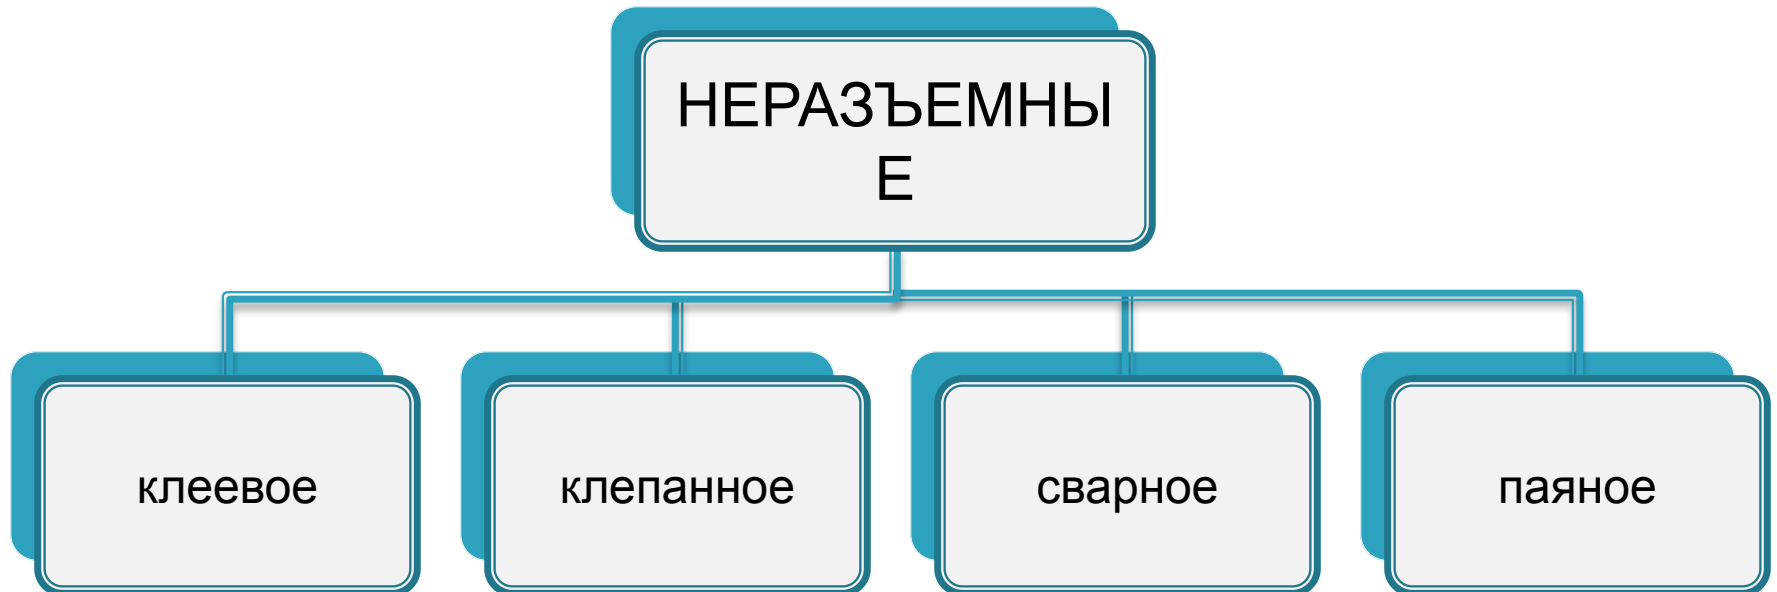 НЕРАЗЪЕМНЫ
Е
клеевое
клепанное
сварное
паяное